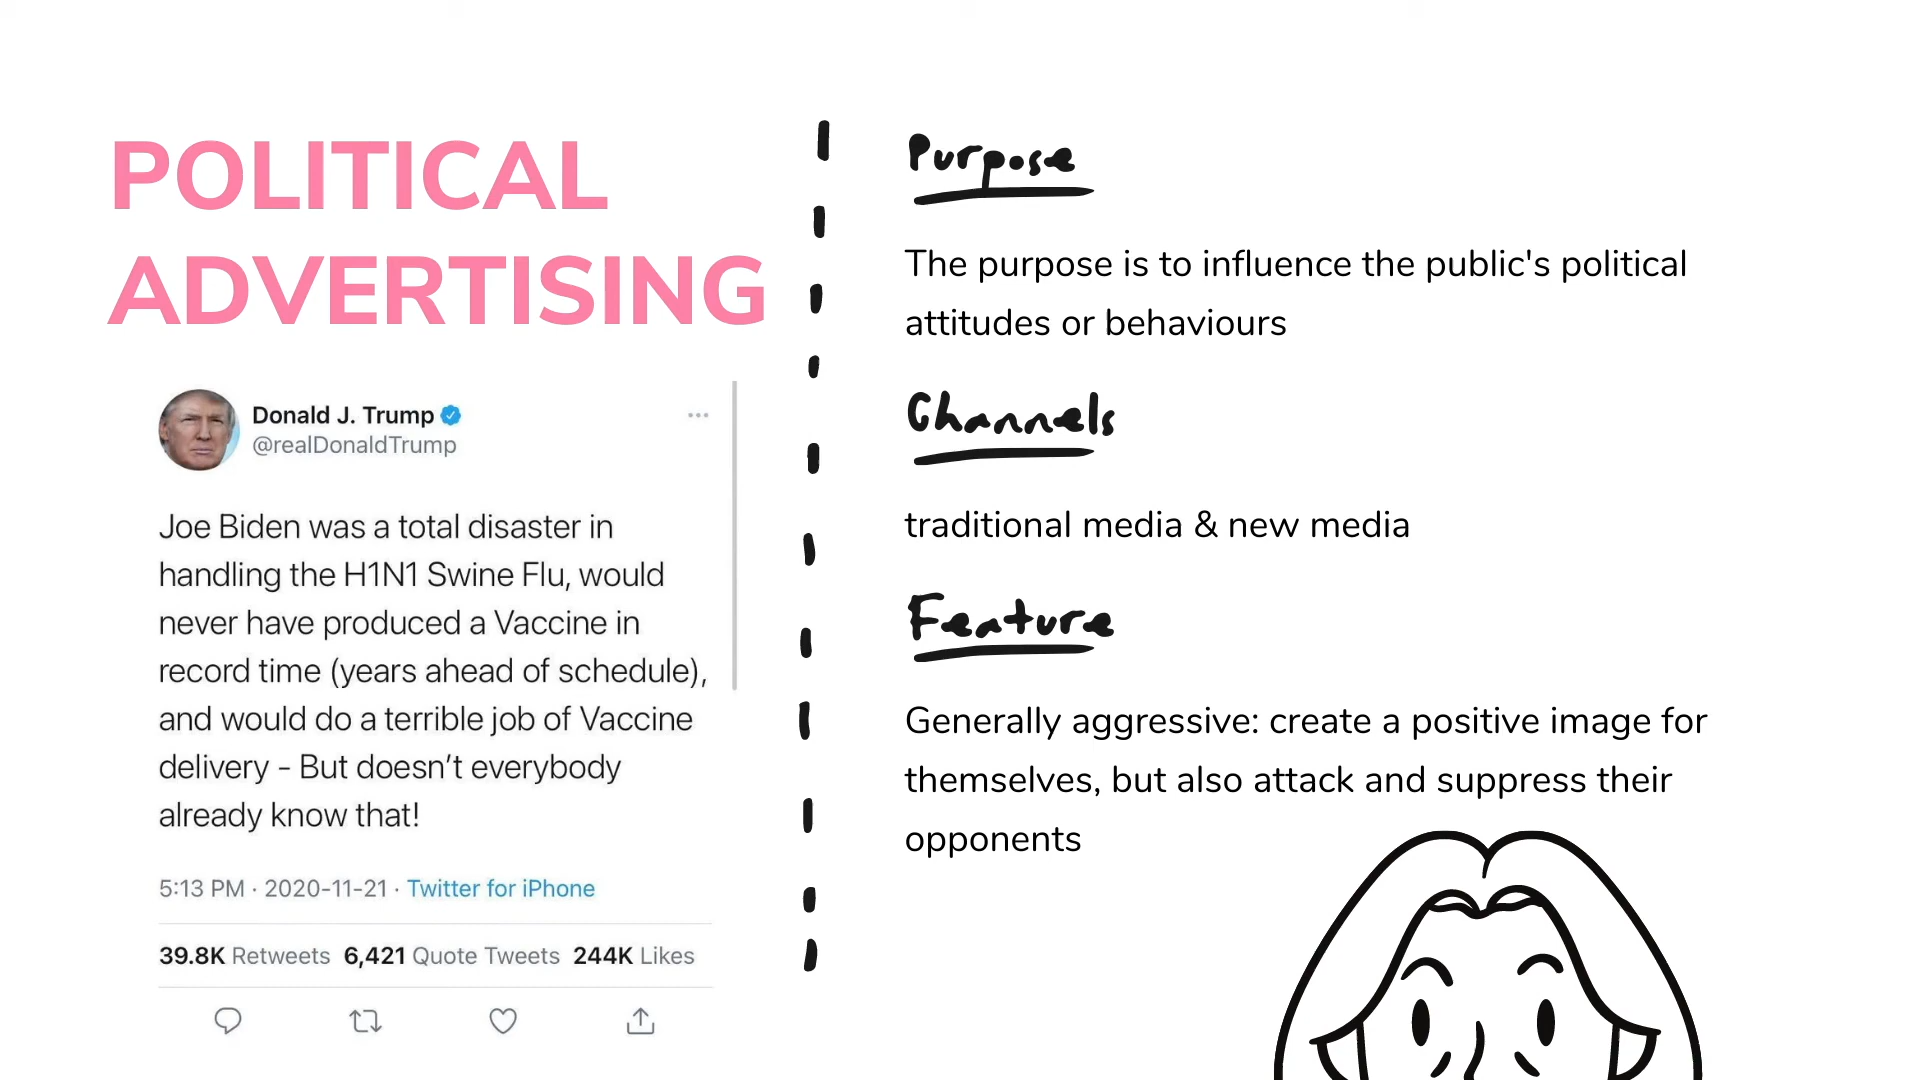 POLITICAL
ADVERTISING
Donald J. Trump
@realDonaldTrump
Joe Biden was a total disaster in
handling the H1N1 Swine Flu, would
never have produced a Vaccine in
record time (years ahead of schedule),
and would do a terrible job of Vaccine
delivery - But doesn't everybody
already know that!
5:13 PM · 2020-11-21 · Twitter for iPhone
39.8K Retweets 6,421 Quote Tweets 244K Likes
Purpose
The purpose is to influence the public's political
attitudes or behaviours
Channels
traditional media & new media
Feature
Generally aggressive: create a positive image for
themselves, but also attack and suppress their
opponents